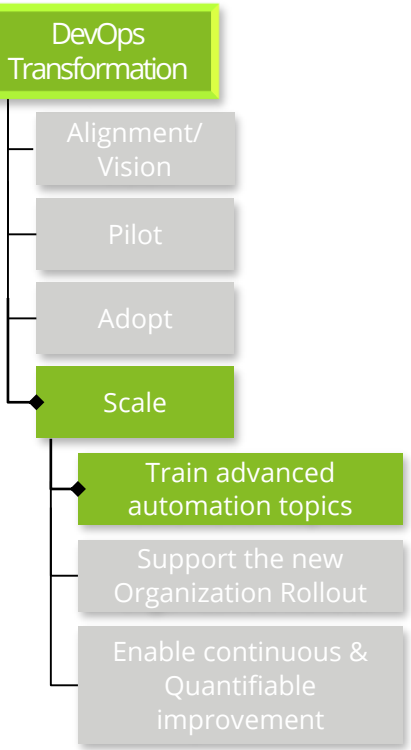 DevOps
Transformation
Alignment/
Vision
Pilot
Adopt
Scale
Train advanced
automation topics
Support the new
Organization Rollout
Enable continuous &
Quantifiable
improvement